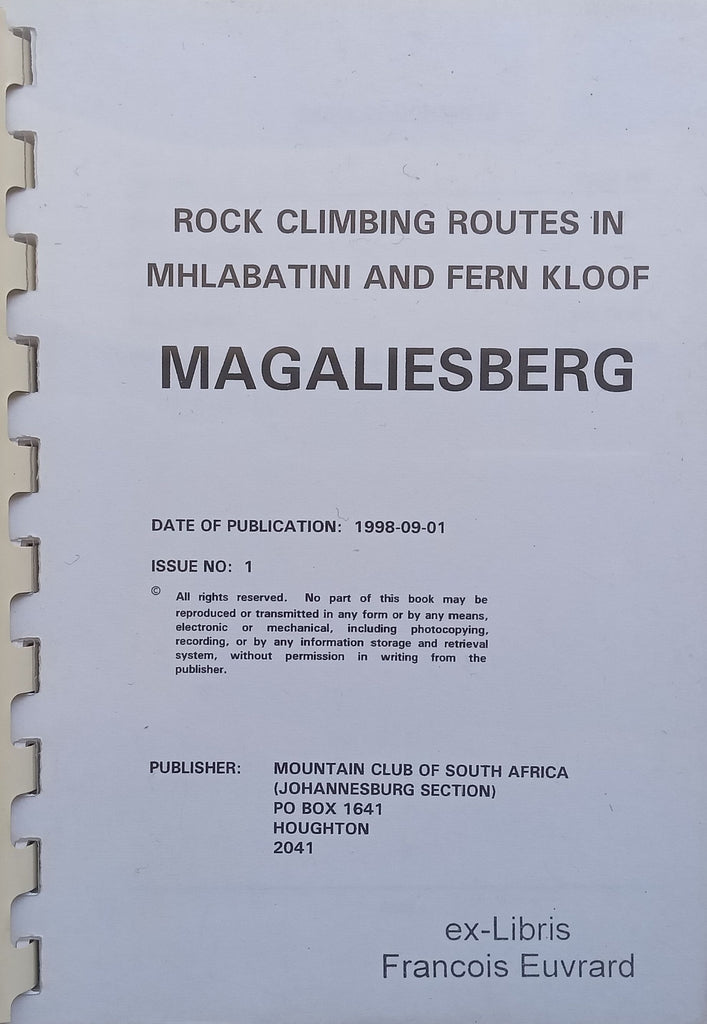 ROCK CLIMBING ROUTES IN
MHLABATINI AND FERN KLOOF
MAGALIESBERG
DATE OF PUBLICATION: 1998-09-01
ISSUE NO: 1
© All rights reserved. No part of this book may be
reproduced or transmitted in any form or by any means,
electronic or mechanical, including photocopying,
recording, or by any information storage and retrieval
system, without permission in writing from the
publisher.
PUBLISHER: MOUNTAIN CLUB OF SOUTH AFRICA
(JOHANNESBURG SECTION)
PO BOX 1641
HOUGHTON
2041
ex-Libris
Francois Euvrard